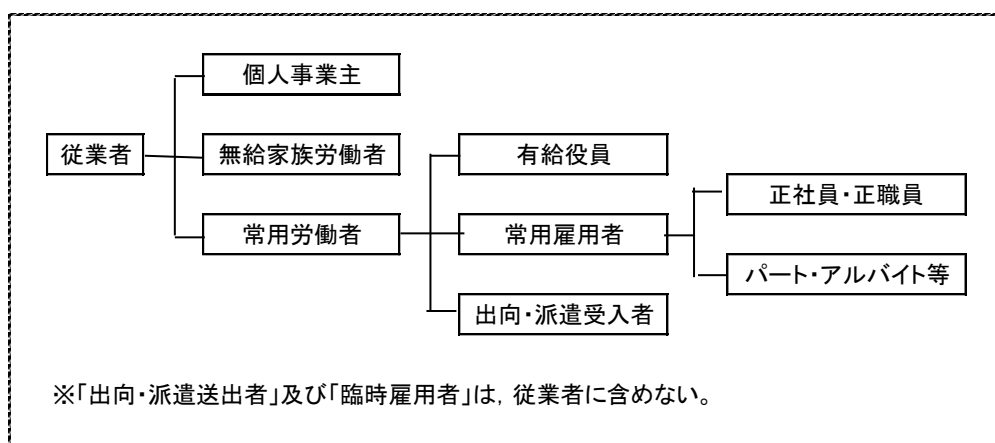 個人事業主
従業者
無給家族労働者
有給役員
正社員・正職員
常用労働者
常用雇用者
パート・アルバイト等
出向・派遣受入者
※「出向・派遣送出者」及び「臨時雇用者」は，従業者に含めない。